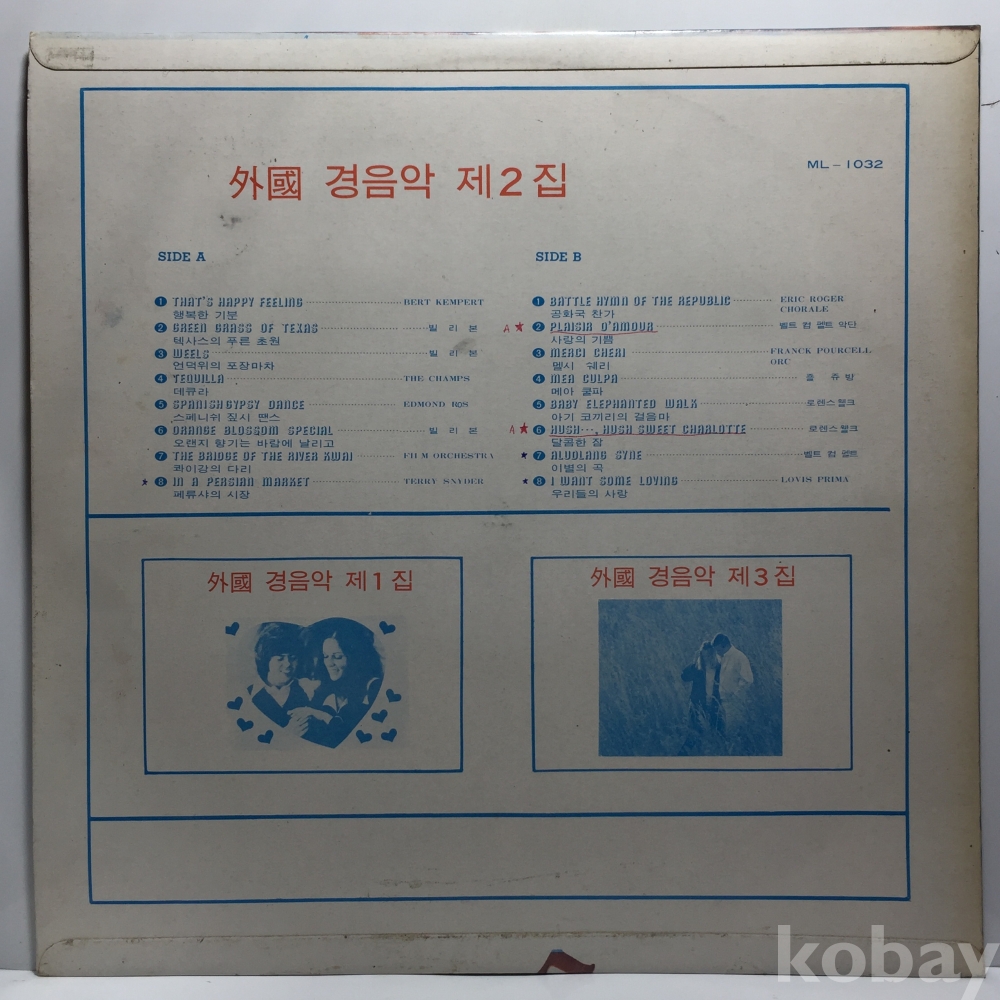 外國 경음악 제2집
ML-1032
SIDE A
1 THAT'S HAPPY FEELING BERT KEMPERT
행복한 기분
2 GREEN GRASS OF TEXAS 빌리본
텍사스의 푸른 초원
3 WEELS 빌리본
언덕위의 포장마차
4 TEQUILLA THE CHAMPS
데큐라
5 SPANISH GYPSY DANCE EDMOND ROS
스페니쉬 짚시 땐스
6 ORANGE BLOSSOM SPECIAL 빌리본
오랜지 향기는 바람에 날리고
7 THE BRIDGE OF THE RIVER KWAI FILM ORCHESTRA
콰이강의 다리
★ 8 IN A PERSIAN MARKET TERRY SNYDER
페류샤의 시장
SIDE B
1 BATTLE HYMN OF THE REPUBLIC ERIC ROGER
CHORALE
공화국 찬가
A★ 2 PLAISIR D'AMOUR 벨트 컴 펠트 악단
사랑의 기쁨
3 MERCI CHERI FRANCK POURCELL
ORC
멜시 쉐리
4 MEA CULPA 쥬방
메아 쿨파
5 BABY ELEPHANTED WALK 로렌스웰크
아기 코끼리의 걸음마
A★ 6 HUSH…, HUSH SWEET CHARLOTTE 로렌스웰크
달콤한 잠
★ 7 ALUOLANG SYNE 벨트 컴 펠트
이별의 곡
★ 8 I WANT SOME LOVING LOVIS PRIMA
우리들의 사랑
外國 경음악 제1집
外國 경음악 제3집
kobay